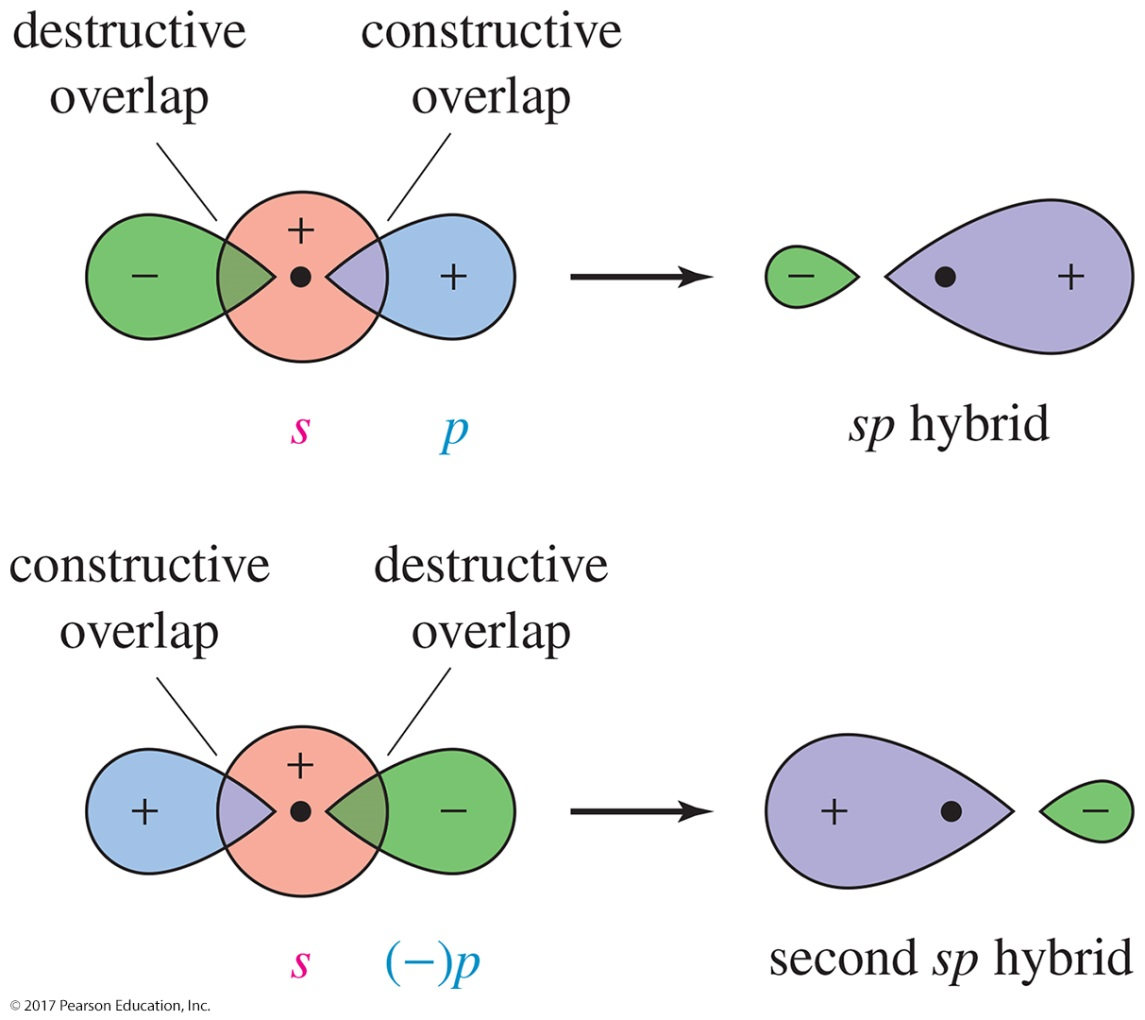 destructive overlap
constructive overlap
−
+
+
−
+
s
p
sp hybrid
constructive overlap
destructive overlap
+
+
−
+
−
s
(−)p
second sp hybrid
© 2017 Pearson Education, Inc.